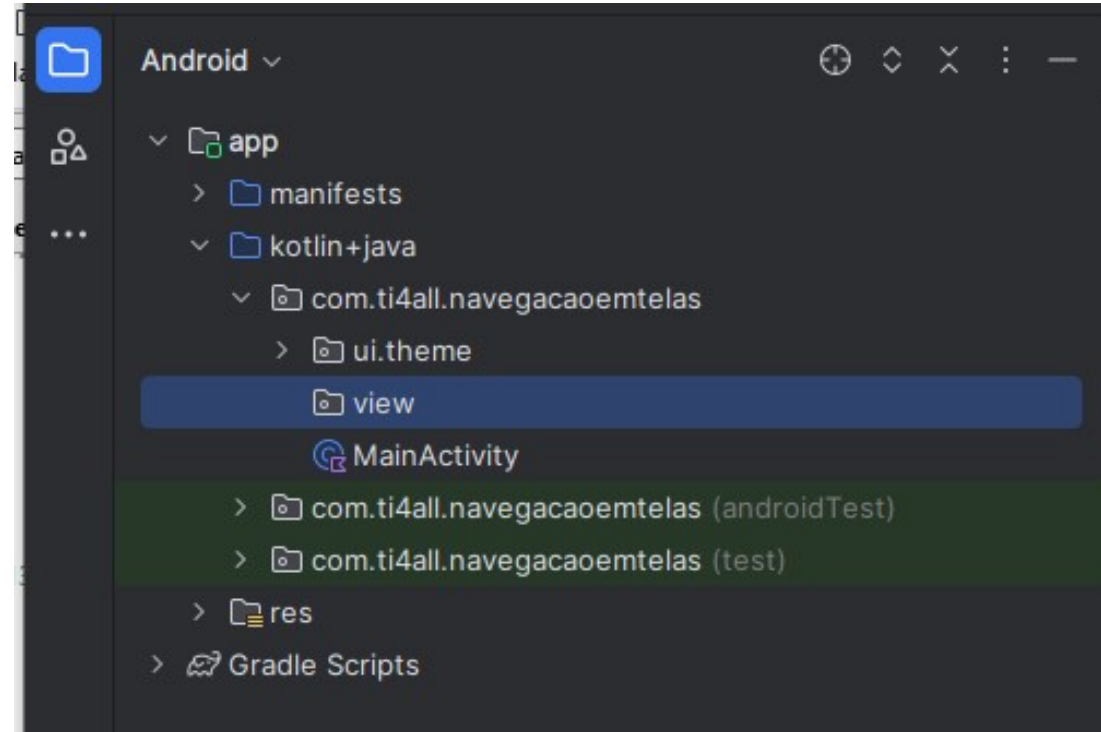 Android
app
manifests
kotlin+java
com.ti4all.navegacaoemtelas
ui.theme
view
MainActivity
com.ti4all.navegacaoemtelas (androidTest)
com.ti4all.navegacaoemtelas (test)
res
Gradle Scripts